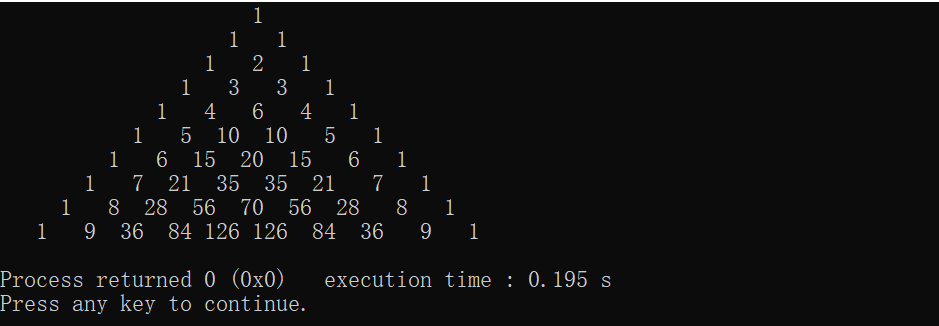 1
1 1
1 2 1
1 3 3 1
1 4 6 4 1
1 5 10 10 5 1
1 6 15 20 15 6 1
1 7 21 35 35 21 7 1
1 8 28 56 70 56 28 8 1
1 9 36 84 126 126 84 36 9 1
Process returned 0 (0x0)   execution time : 0.195 s
Press any key to continue.